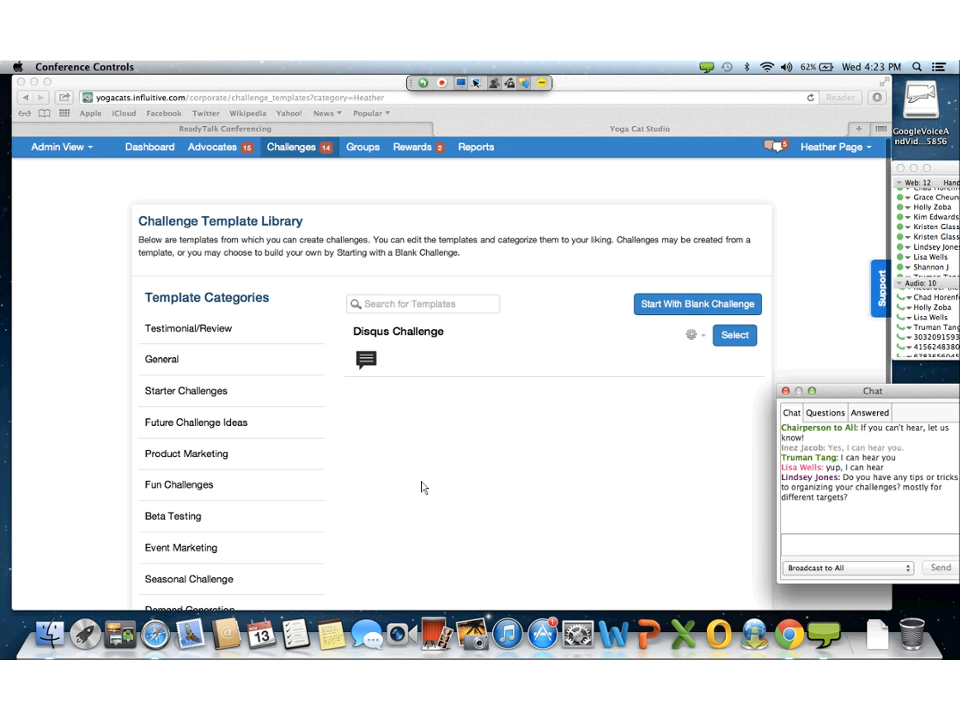 Conference Controls
62%
Wed 4:23 PM
yogacats.influitive.com/corporate/challenge_templates?category=Heather
Reader
Apple
iCloud
Facebook
Twitter
Wikipedia
Yahoo!
News
Popular
ReadyTalk Conferencing
Yoga Cat Studio
Admin View
Dashboard
Advocates 15
Challenges 14
Groups
Rewards 2
Reports
5
Heather Page
GoogleVoiceA
ndVid...5856
Web: 12
Hand
Grace Cheun
Holly Zoba
Kim Edwards
Kristen Glass
Kristen Glass
Lindsey Jones
Lisa Wells
Shannon J
Truman Tang
Audio: 10
Chad Horenf
Holly Zoba
Lisa Wells
Truman Tang
3032091593
4156248380
6783656045
Challenge Template Library
Below are templates from which you can create challenges. You can edit the templates and categorize them to your liking. Challenges may be created from a
template, or you may choose to build your own by Starting with a Blank Challenge.
Template Categories
Search for Templates
Start With Blank Challenge
Support
Testimonial/Review
General
Starter Challenges
Future Challenge Ideas
Product Marketing
Fun Challenges
Beta Testing
Event Marketing
Seasonal Challenge
Demand Generation
Disqus Challenge
Select
Chat
Chat
Questions
Answered
Chairperson to All: If you can't hear, let us
know!
Inez Jacob: Yes, I can hear you.
Truman Tang: I can hear you
Lisa Wells: yup, I can hear
Lindsey Jones: Do you have any tips or tricks
to organizing your challenges? mostly for
different targets?
Broadcast to All
Send
13
1